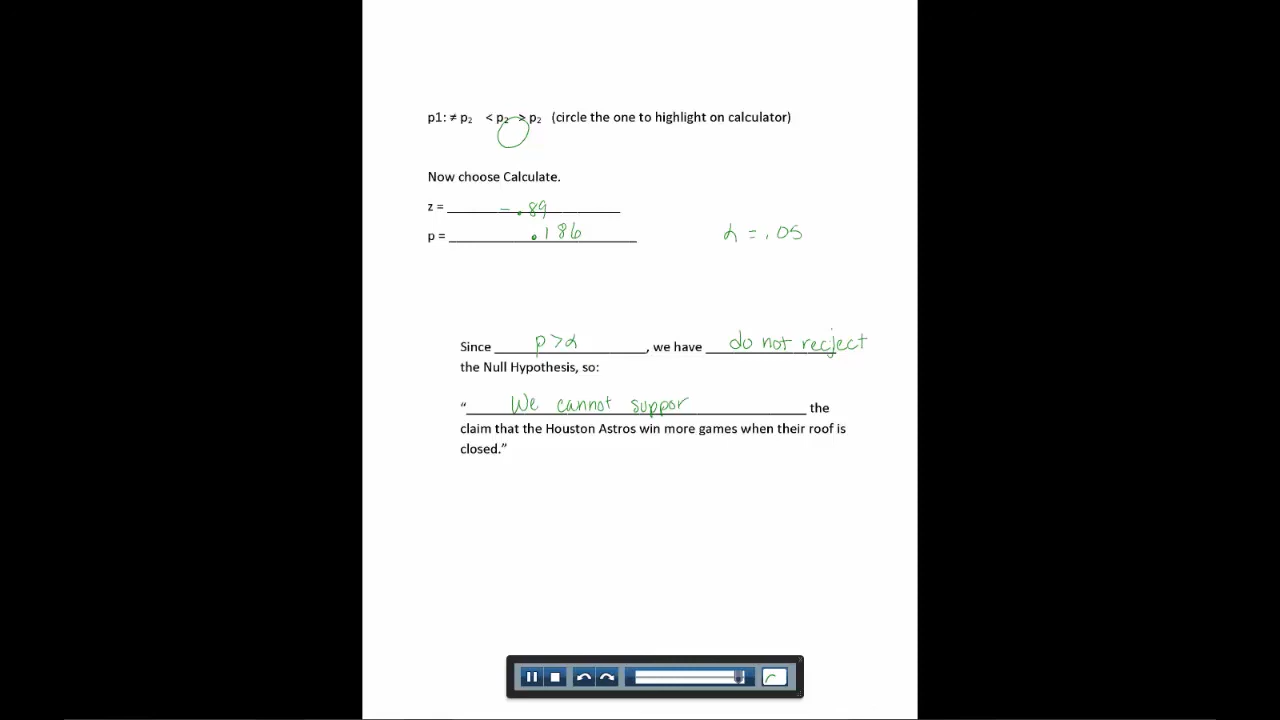 p1: ≠ p₂ < p₂ > p₂ (circle the one to highlight on calculator)
Now choose Calculate.
z = -.89
p = .186 α = .05
Since p>α, we have do not recject
the Null Hypothesis, so:
“ We cannot suppor the
claim that the Houston Astros win more games when their roof is
closed.”